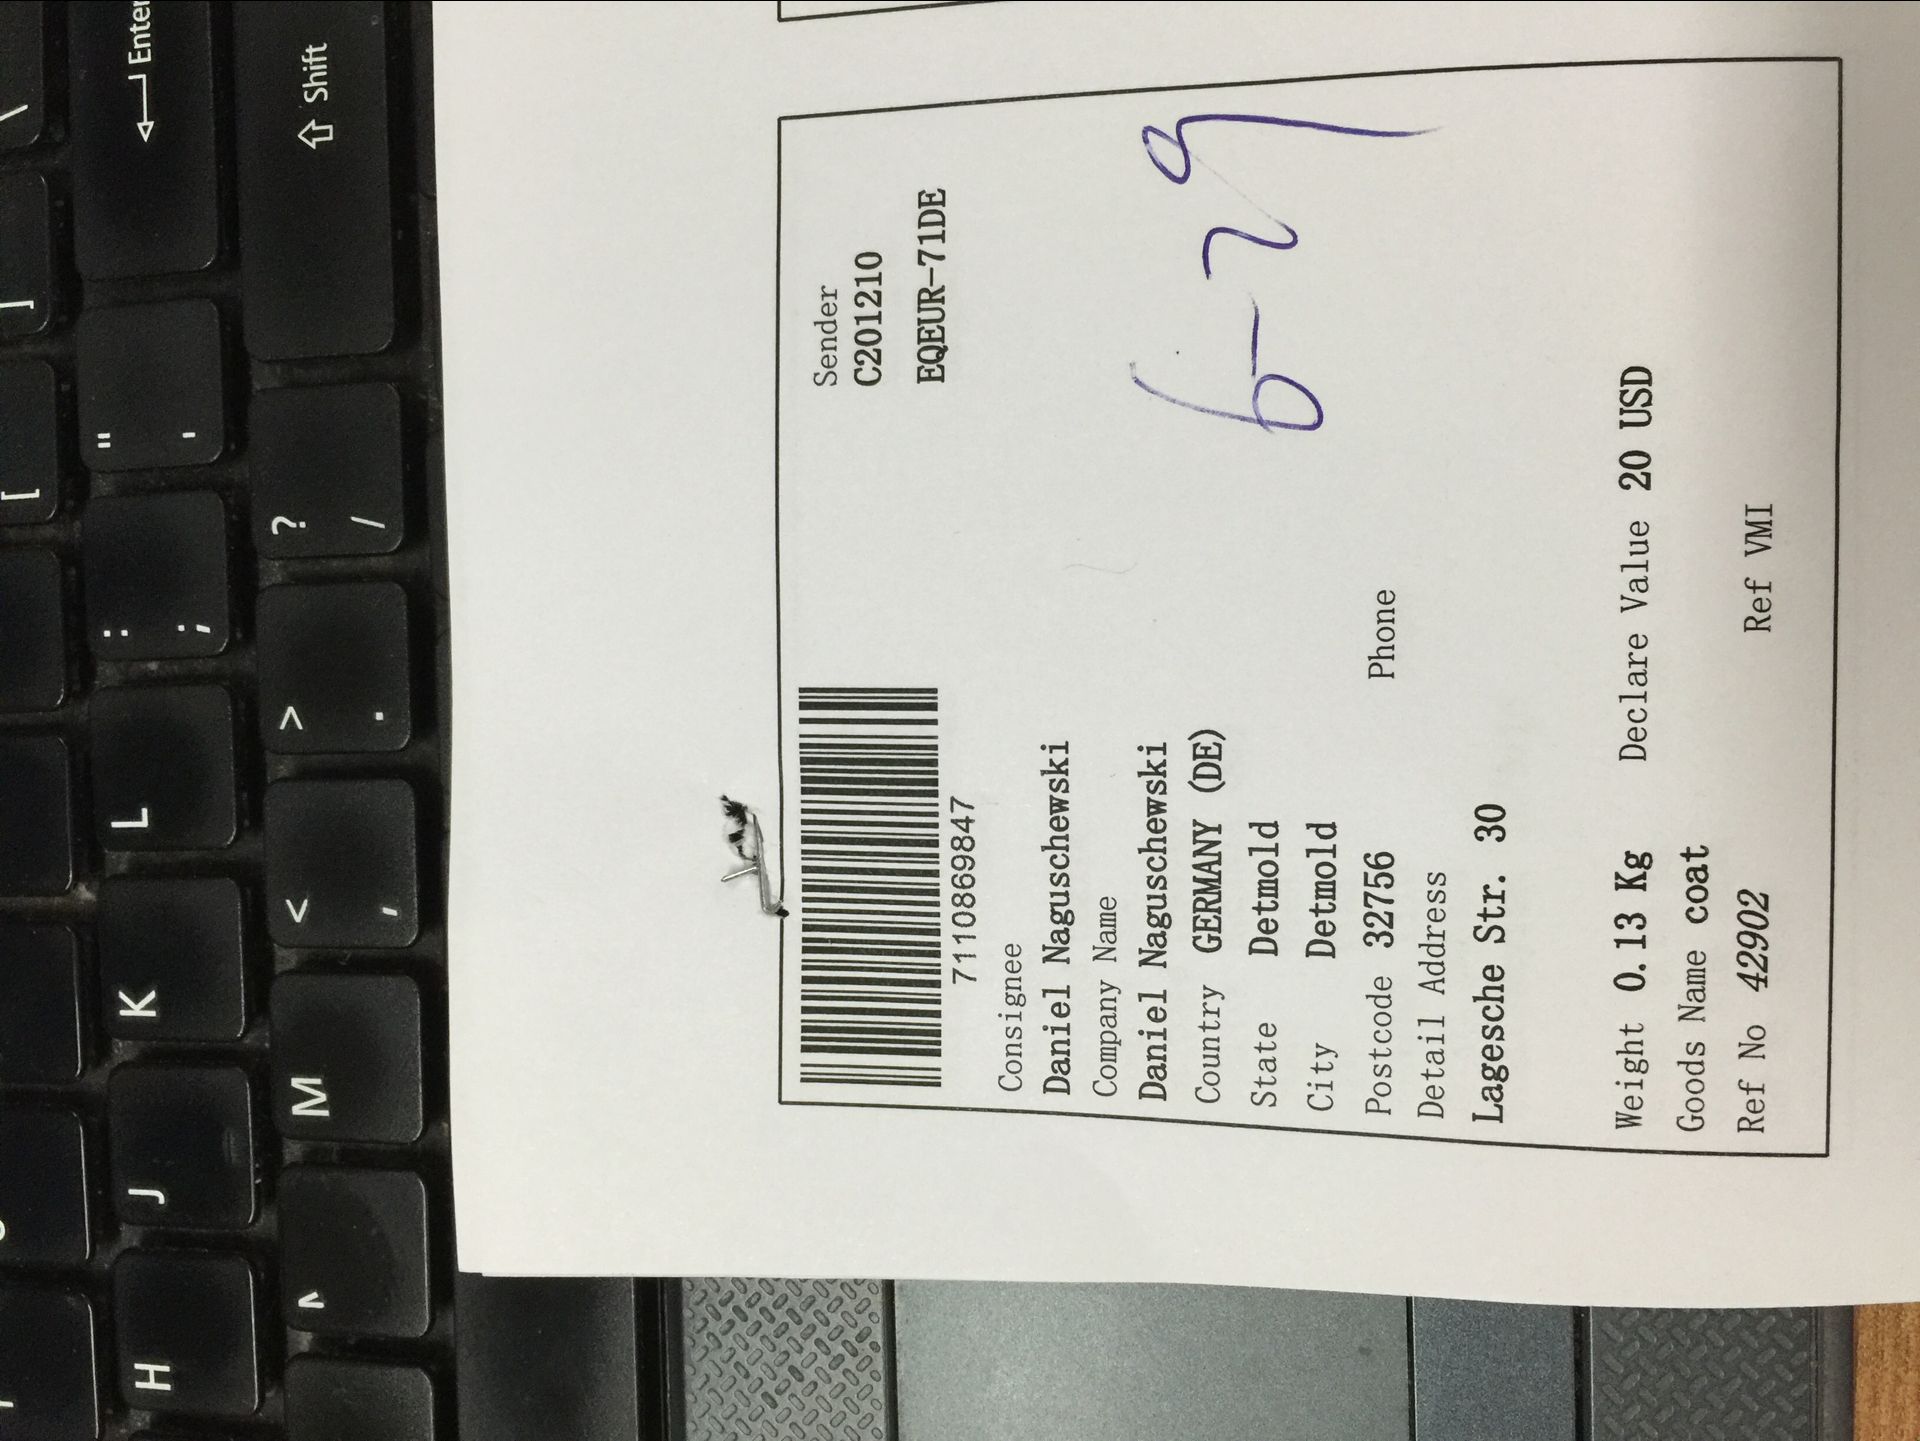 Sender
C201210
EQEUR-71DE
7110869847
Consignee
Daniel Naguschewski
Company Name
Daniel Naguschewski
Country GERMANY (DE)
State Detmold
City Detmold
Postcode 32756 Phone
Detail Address
Lagesche Str. 30
6-29
Weight 0.13 Kg Declare Value 20 USD
Goods Name coat
Ref No 42902 Ref VMI
Enter
Shift
\
]
[
" '
: ;
? /
> .
< ,
L
K
J
H
M